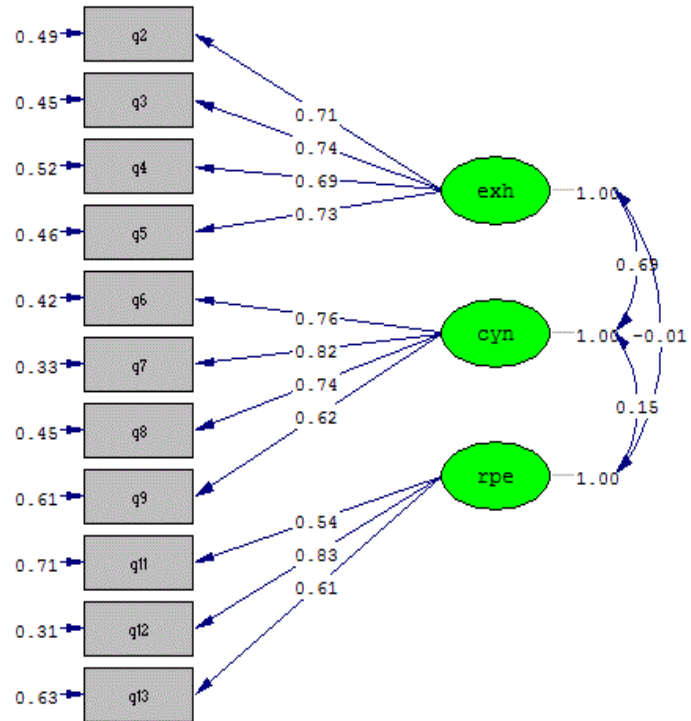 0.49 q2
0.71
0.45 q3
0.74
0.52 q4
0.69
exh 1.00
0.46 q5
0.73
0.69
0.42 q6
0.76
cyn 1.00 -0.01
0.33 q7
0.82
0.74
0.15
0.45 q8
0.62
rpe 1.00
0.61 q9
0.54
0.71 q11
0.83
0.61
0.31 q12
0.63 q13